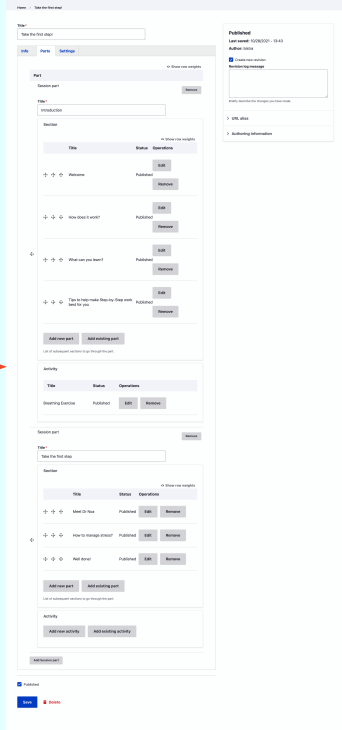 Home > Take the first step!
Title*
Take the first step!
Info Parts Settings
Show row weights
Part
Session part
Remove
Title*
Introduction
Section
Show row weights
Title Status Operations
Welcome Published Edit
Remove
How does it work? Published Edit
Remove
What can you learn? Published Edit
Remove
Tips to help make Step-by-Step work best for you Published Edit
Remove
Add new part Add existing part
List of subsequent sections to go through the part
Activity
Title Status Operations
Breathing Exercise Published Edit Remove
Session part
Remove
Title*
Take the first step
Section
Show row weights
Title Status Operations
Meet Dr Noz Published Edit Remove
How to manage stress? Published Edit Remove
Well done! Published Edit Remove
Add new part Add existing part
List of subsequent sections to go through the part
Activity
Add new activity Add existing activity
Add Session part
Published
Save Delete
Published
Last saved: 10/28/2021 - 13:43
Author:
Create new revision
Revision log message
Briefly describe the changes you have made.
> URL alias
> Authoring information